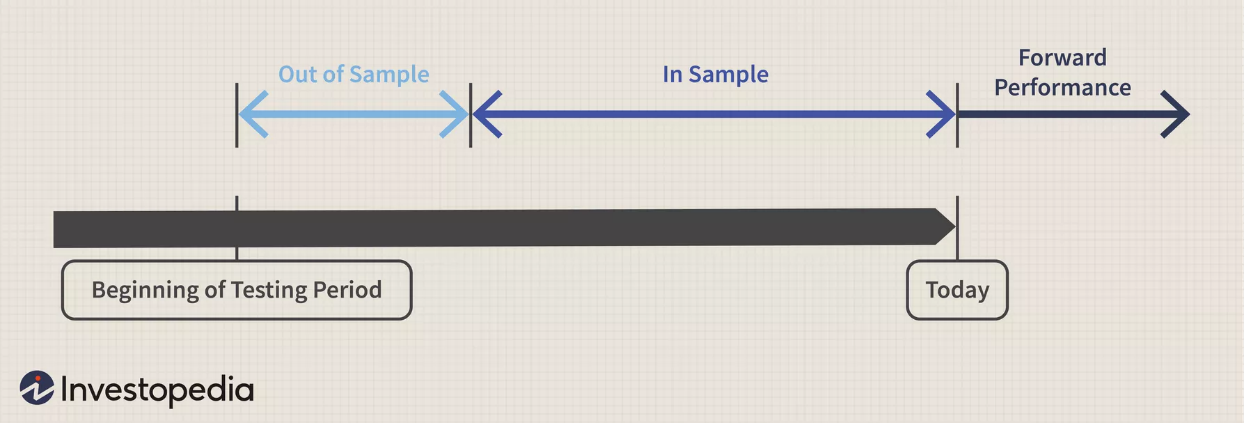 Out of Sample
In Sample
Forward
Performance
Beginning of Testing Period
Today
Investopedia